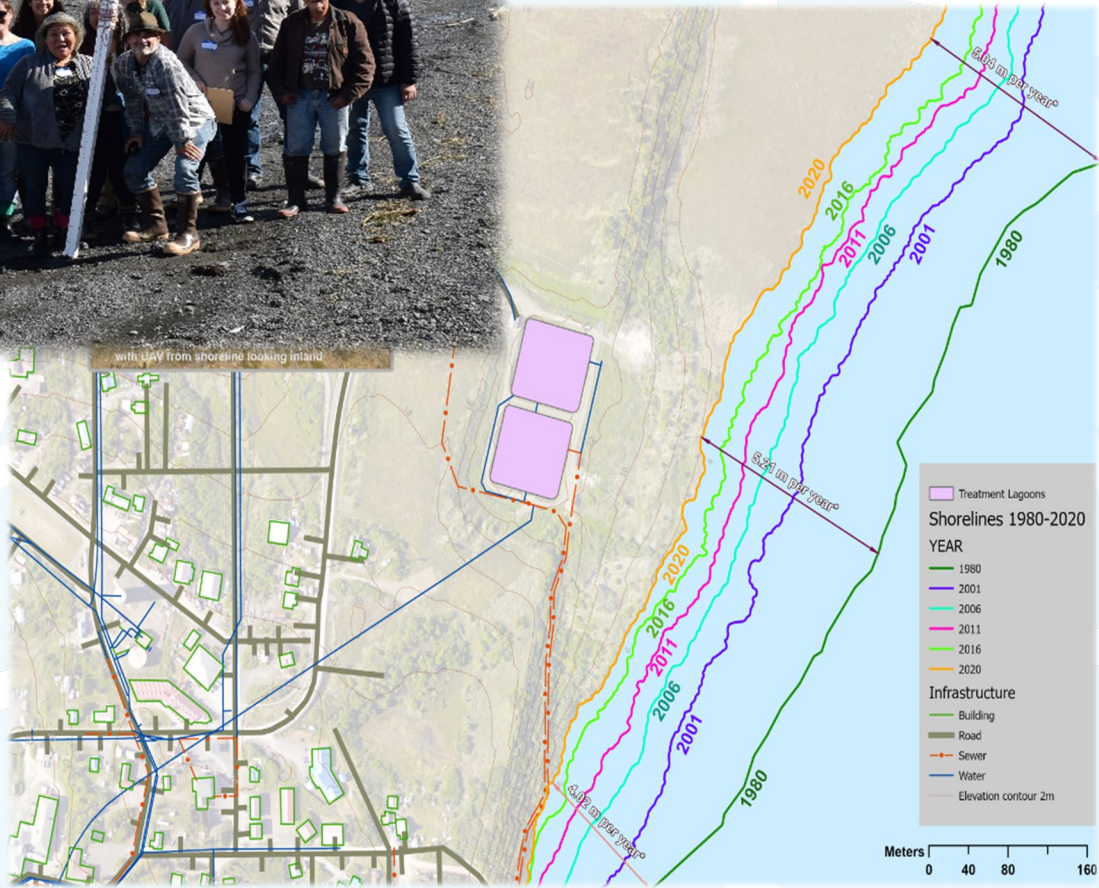 5.04 m per year*
2020
2016
2011
2006
2001
1980
with UAV from shoreline looking inland
5.21 m per year*
Treatment Lagoons
Shorelines 1980-2020
YEAR
1980
2001
2006
2011
2016
2020
Infrastructure
Building
Road
Sewer
Water
Elevation contour 2m
2020
2016
2011
2006
2001
1980
4.02 m per year*
Meters
0 40 80 160